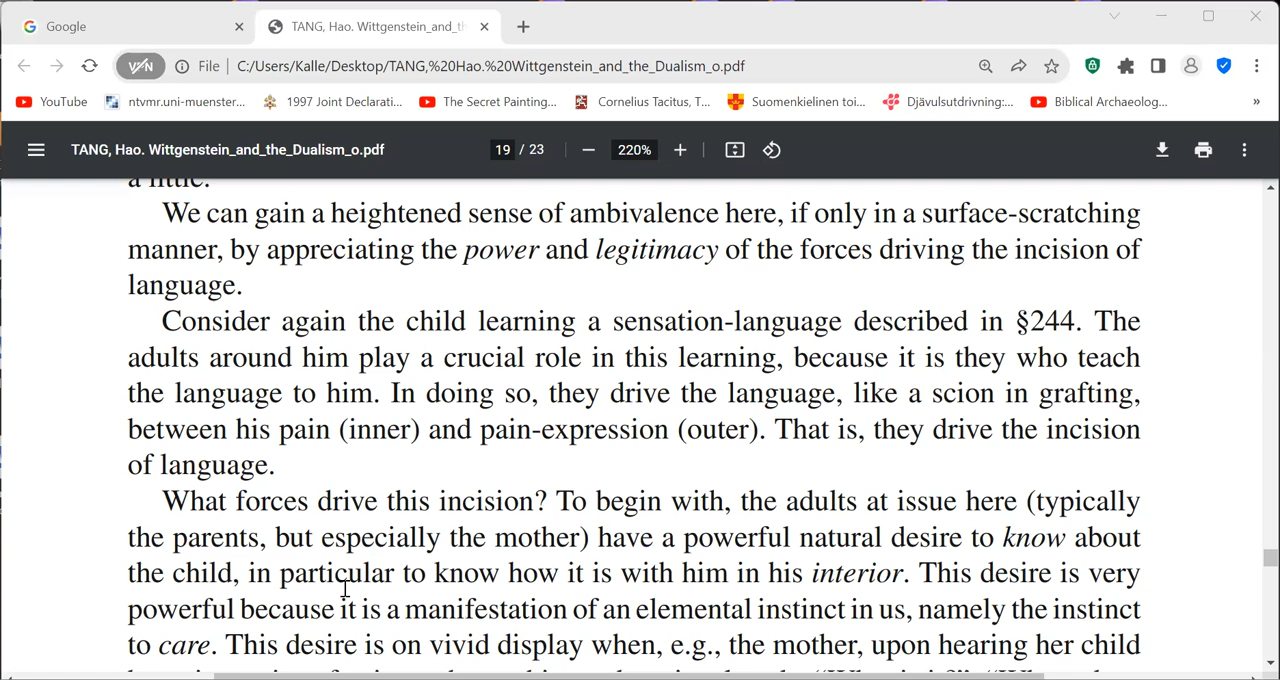 Google
TANG, Hao. Wittgenstein_and_th
V/N
File
C:/Users/Kalle/Desktop/TANG,%20Hao.%20Wittgenstein_and_the_Dualism_o.pdf
YouTube
ntvmr.uni-muenster...
1997 Joint Declarati...
The Secret Painting...
Cornelius Tacitus, T...
Suomenkielinen toi...
Djävulsutdrivning:...
Biblical Archaeolog...
»
TANG, Hao. Wittgenstein_and_the_Dualism_o.pdf
19 / 23
220%
a little.
We can gain a heightened sense of ambivalence here, if only in a surface-scratching
manner, by appreciating the power and legitimacy of the forces driving the incision of
language.
Consider again the child learning a sensation-language described in §244. The
adults around him play a crucial role in this learning, because it is they who teach
the language to him. In doing so, they drive the language, like a scion in grafting,
between his pain (inner) and pain-expression (outer). That is, they drive the incision
of language.
What forces drive this incision? To begin with, the adults at issue here (typically
the parents, but especially the mother) have a powerful natural desire to know about
the child, in particular to know how it is with him in his interior. This desire is very
powerful because it is a manifestation of an elemental instinct in us, namely the instinct
to care. This desire is on vivid display when, e.g., the mother, upon hearing her child